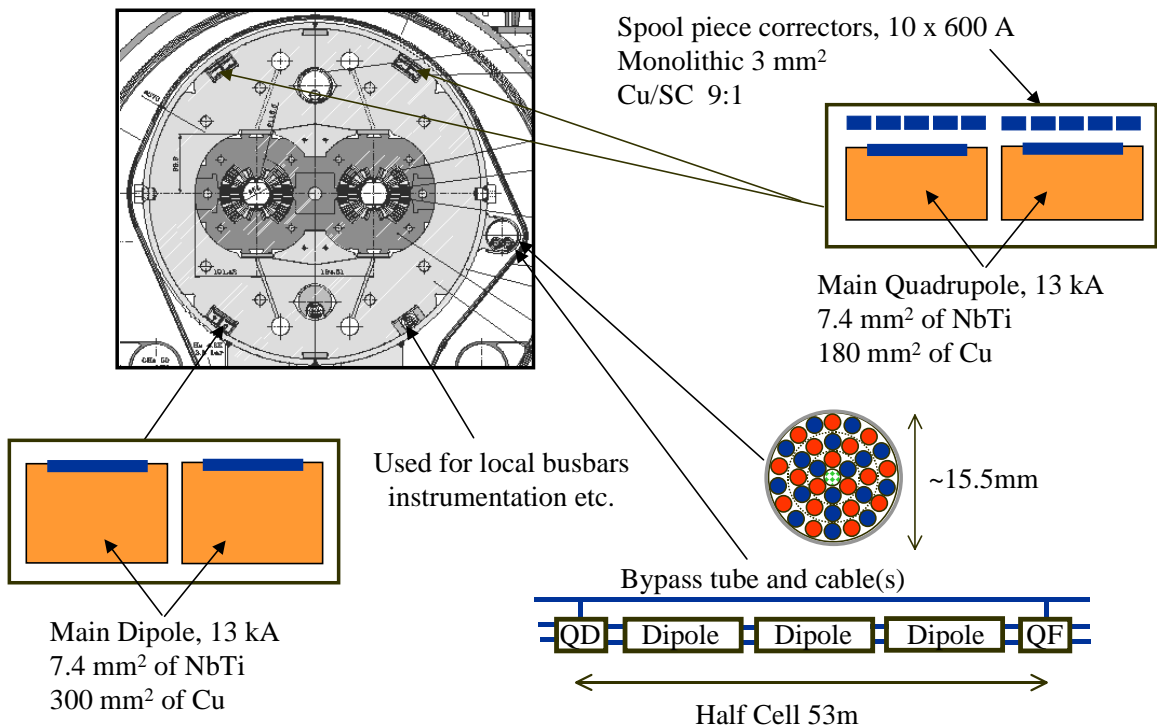 Spool piece correctors, 10 x 600 A
Monolithic 3 mm²
Cu/SC 9:1
Main Quadrupole, 13 kA
7.4 mm² of NbTi
180 mm² of Cu
Used for local busbars
instrumentation etc.
~15.5mm
Main Dipole, 13 kA
7.4 mm² of NbTi
300 mm² of Cu
Bypass tube and cable(s)
QD Dipole Dipole Dipole QF
Half Cell 53m